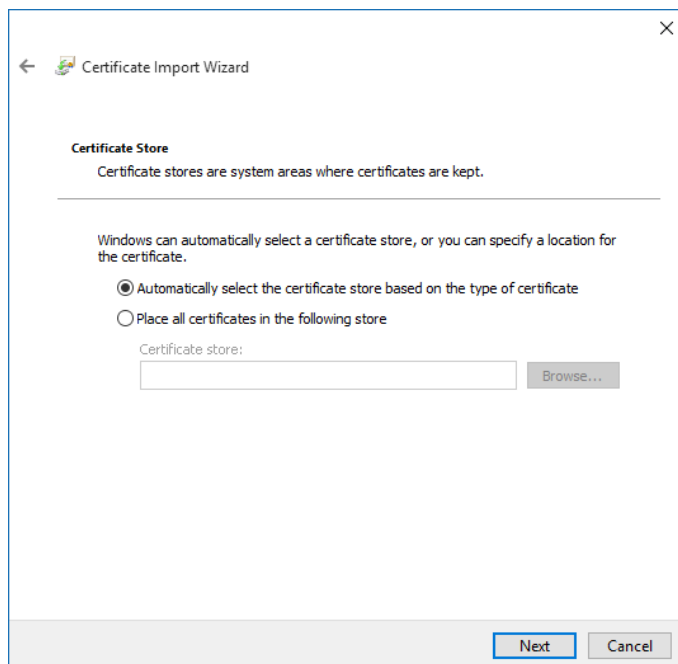 Certificate Import Wizard
Certificate Store
Certificate stores are system areas where certificates are kept.
Windows can automatically select a certificate store, or you can specify a location for
the certificate.
Automatically select the certificate store based on the type of certificate
Place all certificates in the following store
Certificate store:
Browse...
Next
Cancel